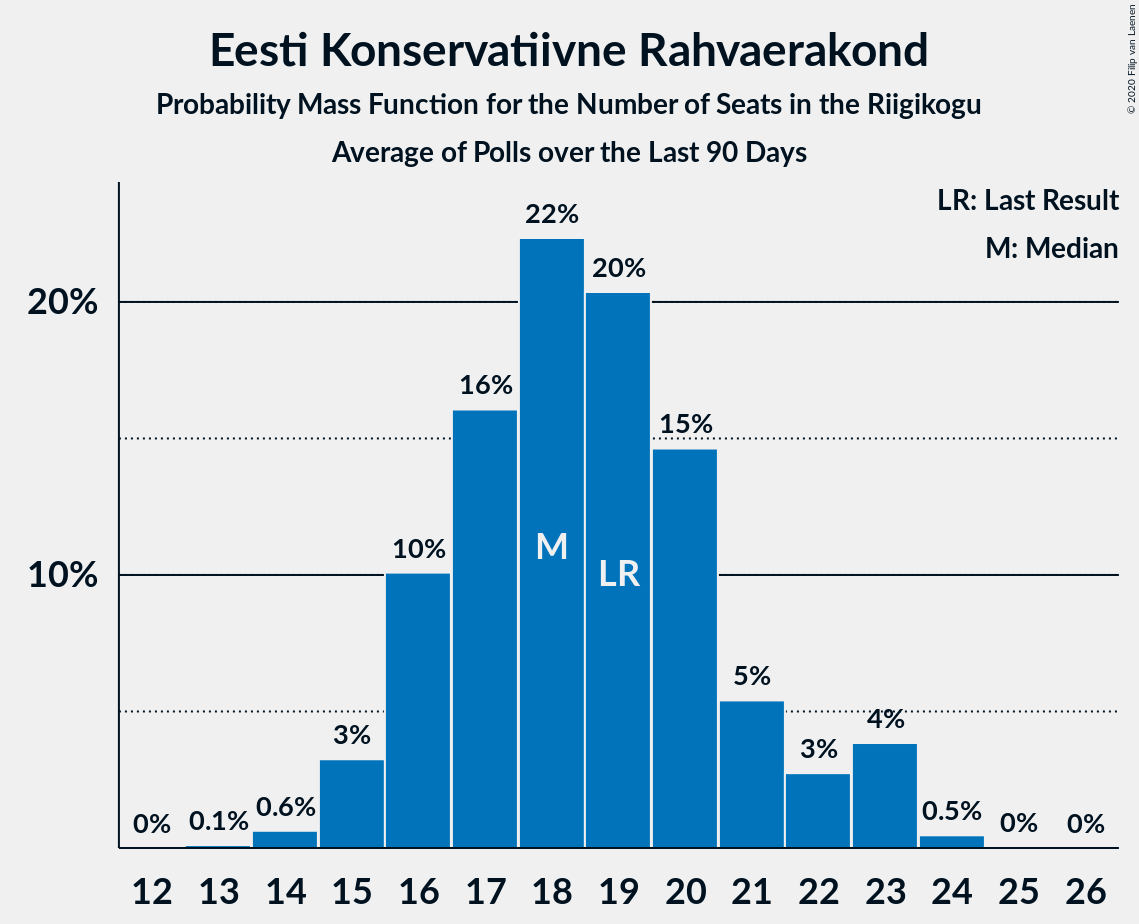 Eesti Konservatiivne Rahvaerakond
Probability Mass Function for the Number of Seats in the Riigikogu
Average of Polls over the Last 90 Days
© 2020 Filip van Laenen
LR: Last Result
M: Median
22%
20%
20%
16%
15%
10%
10%
M
LR
5%
4%
3%
3%
0.6%
0.5%
0%
0.1%
0%
0%
12 13 14 15 16 17 18 19 20 21 22 23 24 25 26